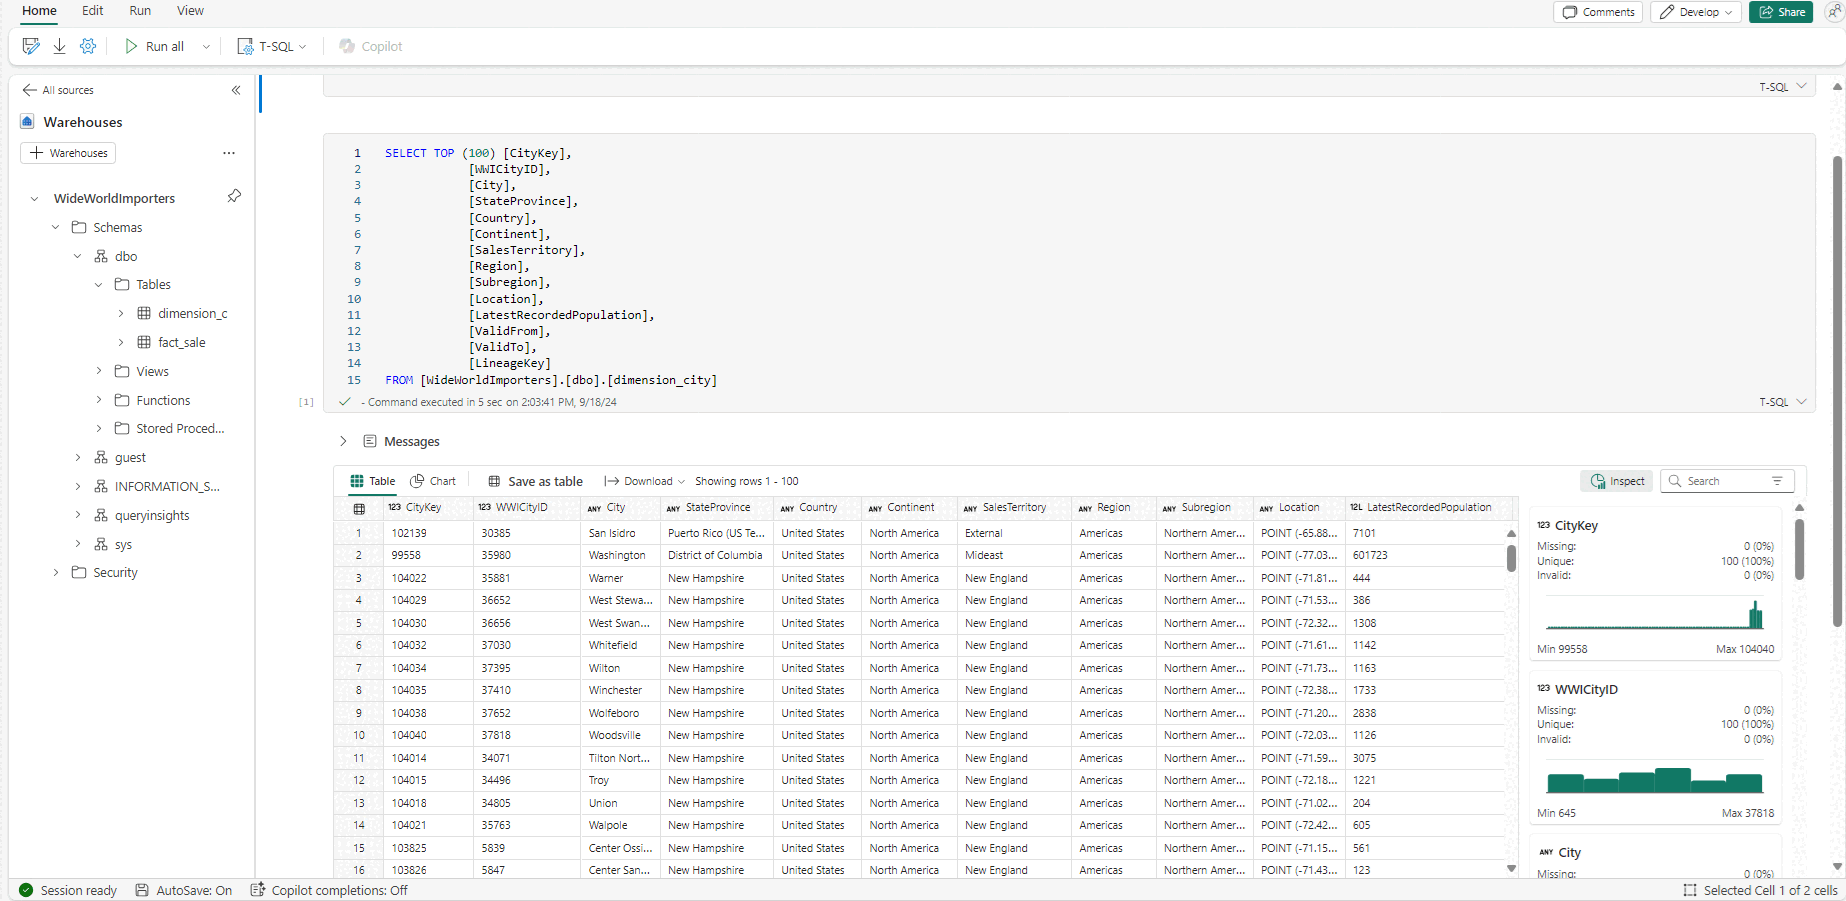 Home Edit Run View
Comments Develop Share
Run all T-SQL Copilot
All sources
Warehouses
Warehouses ...
WideWorldImporters
Schemas
dbo
Tables
dimension_c
fact_sale
Views
Functions
Stored Proced...
guest
INFORMATION_S...
queryinsights
sys
Security
T-SQL
1 SELECT TOP (100) [CityKey],
2 [WWICityID],
3 [City],
4 [StateProvince],
5 [Country],
6 [Continent],
7 [SalesTerritory],
8 [Region],
9 [Subregion],
10 [Location],
11 [LatestRecordedPopulation],
12 [ValidFrom],
13 [ValidTo],
14 [LineageKey]
15 FROM [WideWorldImporters].[dbo].[dimension_city]
[1] - Command executed in 5 sec on 2:03:41 PM, 9/18/24 T-SQL
Messages
Table Chart Save as table Download Showing rows 1 - 100 Inspect Search
123 CityKey 123 WWICityID ANY City ANY StateProvince ANY Country ANY Continent ANY SalesTerritory ANY Region ANY Subregion ANY Location 12L LatestRecordedPopulation
1 102139 30385 San Isidro Puerto Rico (US Te... United States North America External Americas Northern Amer... POINT (-65.88... 7101
2 99558 35980 Washington District of Columbia United States North America Mideast Americas Northern Amer... POINT (-77.03... 601723
3 104022 35881 Warner New Hampshire United States North America New England Americas Northern Amer... POINT (-71.81... 444
4 104029 36652 West Stewa... New Hampshire United States North America New England Americas Northern Amer... POINT (-71.53... 386
5 104030 36656 West Swan... New Hampshire United States North America New England Americas Northern Amer... POINT (-72.32... 1308
6 104032 37030 Whitefield New Hampshire United States North America New England Americas Northern Amer... POINT (-71.61... 1142
7 104034 37395 Wilton New Hampshire United States North America New England Americas Northern Amer... POINT (-71.73... 1163
8 104035 37410 Winchester New Hampshire United States North America New England Americas Northern Amer... POINT (-72.38... 1733
9 104038 37652 Wolfeboro New Hampshire United States North America New England Americas Northern Amer... POINT (-71.20... 2838
10 104040 37818 Woodsville New Hampshire United States North America New England Americas Northern Amer... POINT (-72.03... 1126
11 104014 34071 Tilton Nort... New Hampshire United States North America New England Americas Northern Amer... POINT (-71.59... 3075
12 104015 34496 Troy New Hampshire United States North America New England Americas Northern Amer... POINT (-72.18... 1221
13 104018 34805 Union New Hampshire United States North America New England Americas Northern Amer... POINT (-71.02... 204
14 104021 35763 Walpole New Hampshire United States North America New England Americas Northern Amer... POINT (-72.42... 605
15 103825 5839 Center Ossi... New Hampshire United States North America New England Americas Northern Amer... POINT (-71.15... 561
16 103826 5847 Center San... New Hampshire United States North America New England Americas Northern Amer... POINT (-71.43... 123
123 CityKey
Missing: 0 (0%)
Unique: 100 (100%)
Invalid: 0 (0%)
Min 99558 Max 104040
123 WWICityID
Missing: 0 (0%)
Unique: 100 (100%)
Invalid: 0 (0%)
Min 645 Max 37818
ANY City
Missing: 0 (0%)
Session ready AutoSave: On Copilot completions: Off Selected Cell 1 of 2 cells